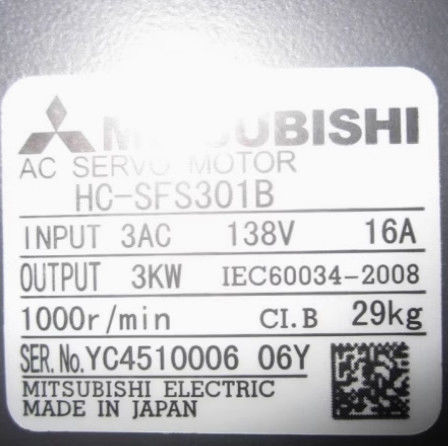 MITSUBISHI
AC SERVO MOTOR
HC-SFS301B
INPUT 3AC 138V 16A
OUTPUT 3KW IEC60034-2008
1000r/min CI.B 29kg
SER.No.YC4510006 06Y
MITSUBISHI ELECTRIC
MADE IN JAPAN